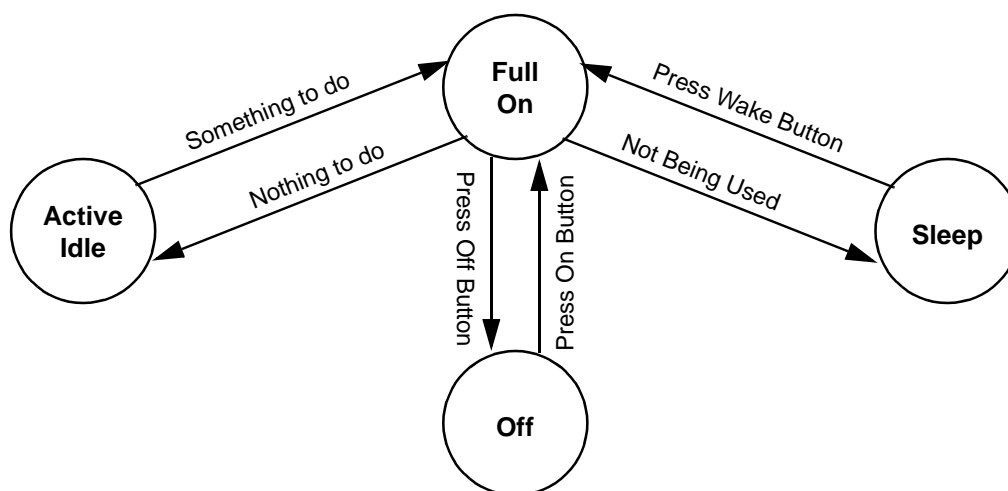 Full
On
Something to do
Press Wake Button
Nothing to do
Not Being Used
Active
Idle
Press Off Button
Press On Button
Sleep
Off